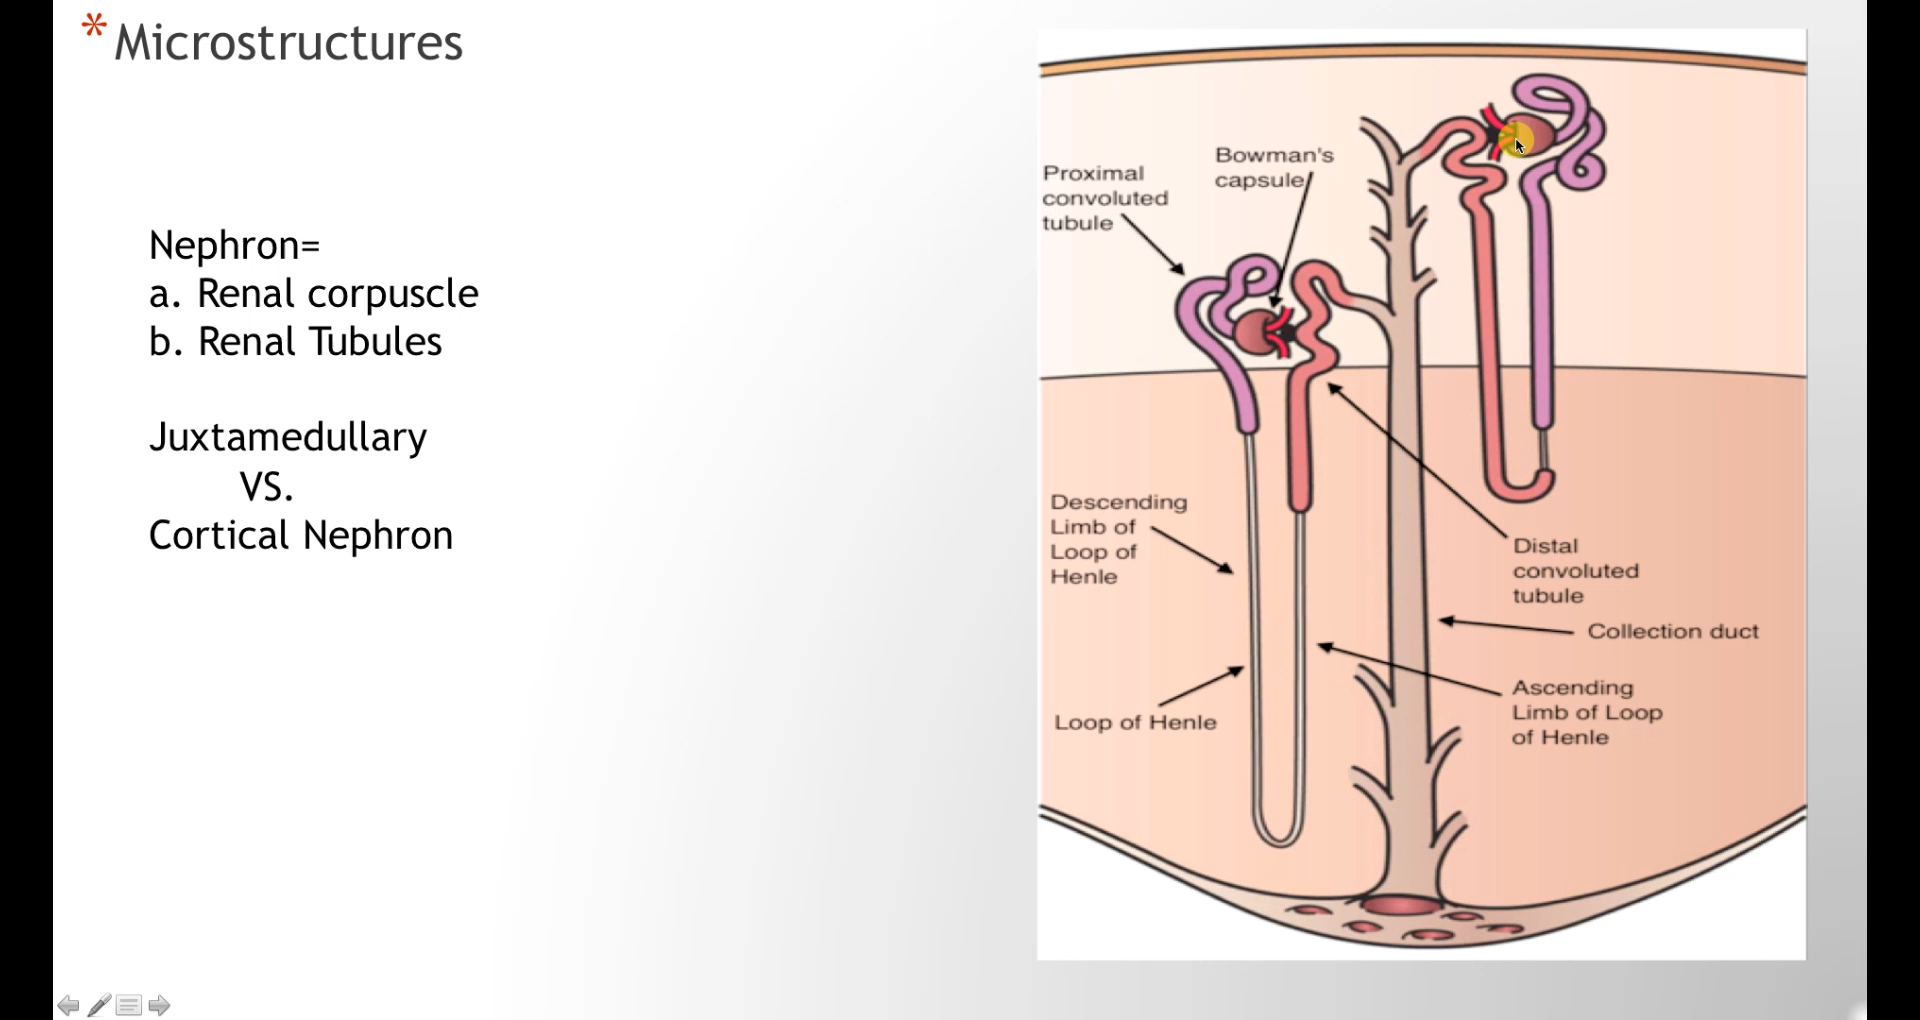 * Microstructures
Nephron=
a. Renal corpuscle
b. Renal Tubules
Juxtamedullary
VS.
Cortical Nephron
Proximal
convoluted
tubule
Bowman's
capsule
Descending
Limb of
Loop of
Henle
Loop of Henle
Distal
convoluted
tubule
Collection duct
Ascending
Limb of Loop
of Henle